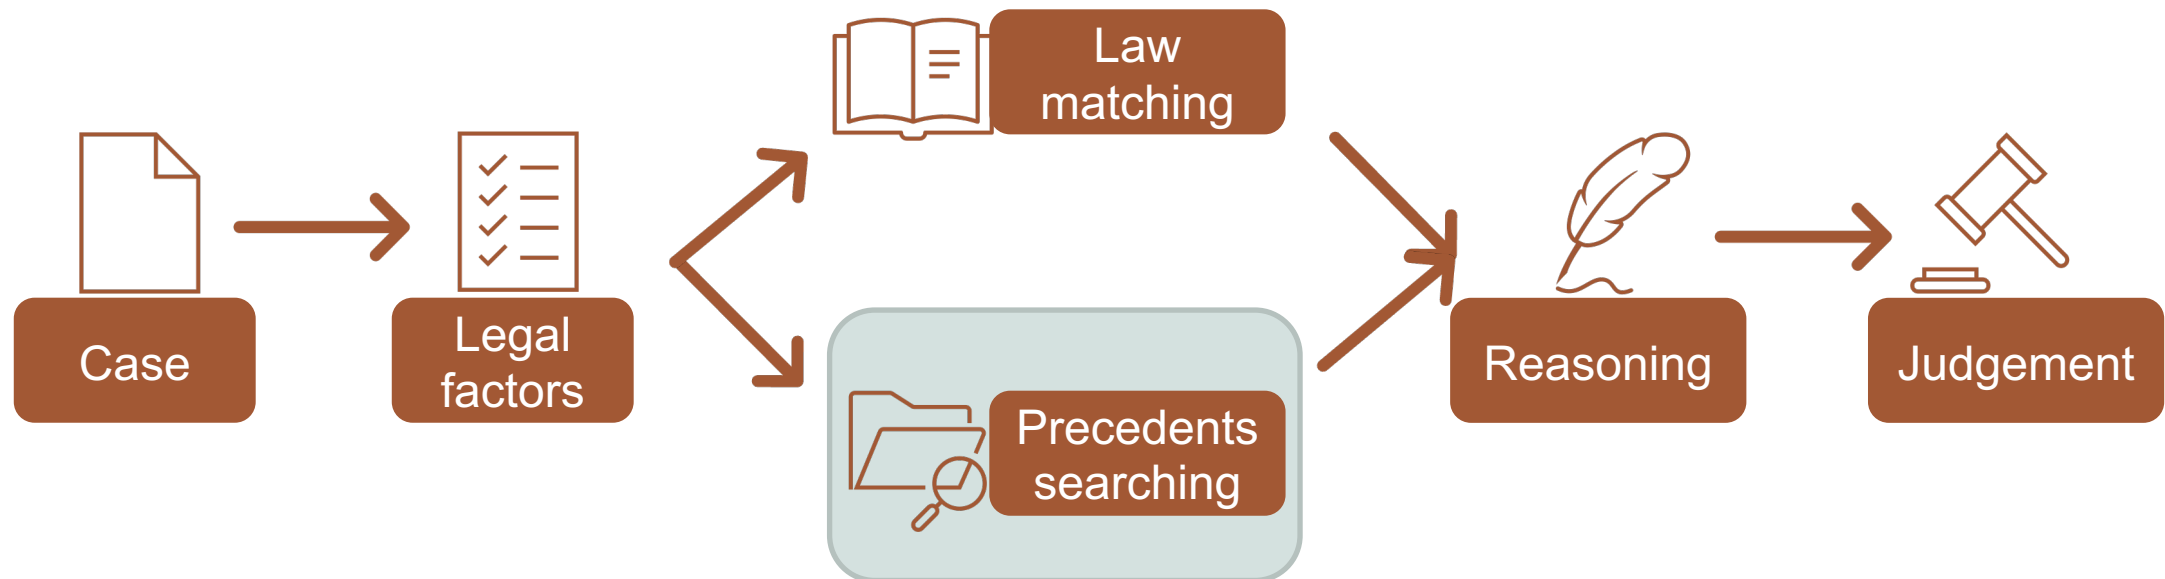 Case
Legal
factors
Law
matching
Precedents
searching
Reasoning
Judgement